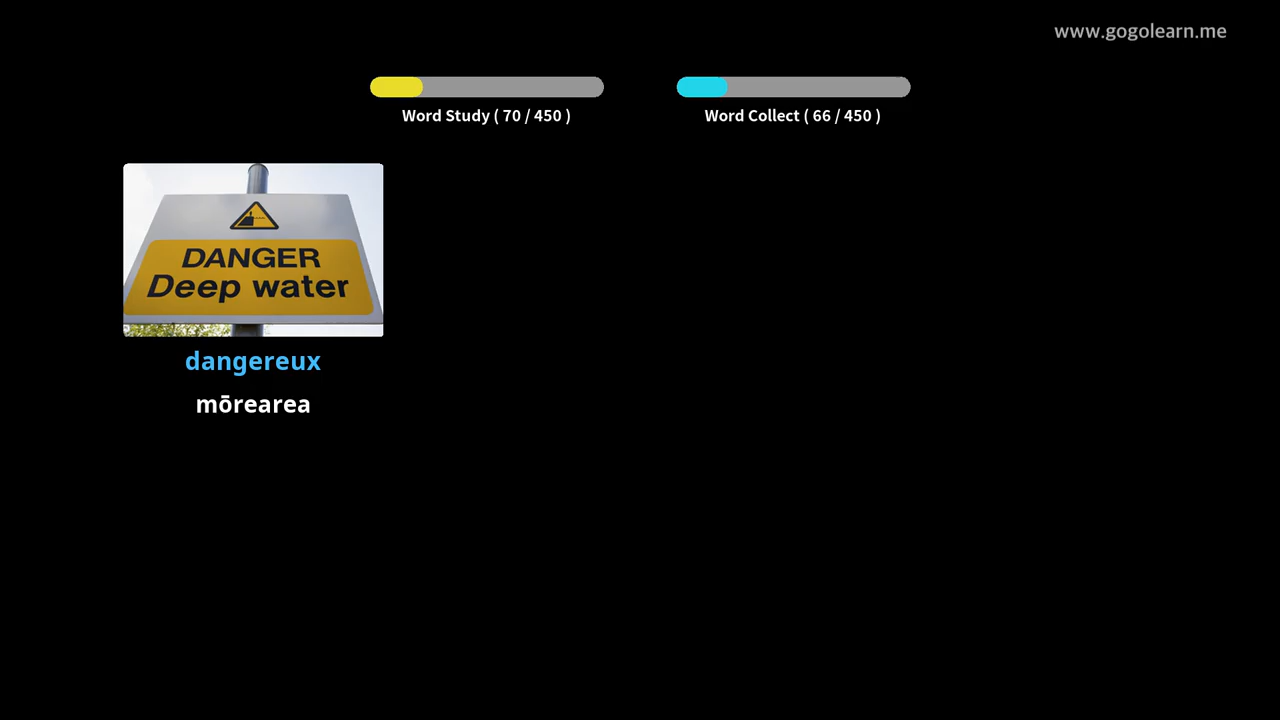 www.gogolearn.me
Word Study ( 70 / 450 )
Word Collect ( 66 / 450 )
DANGER
Deep water
dangereux
mōrearea